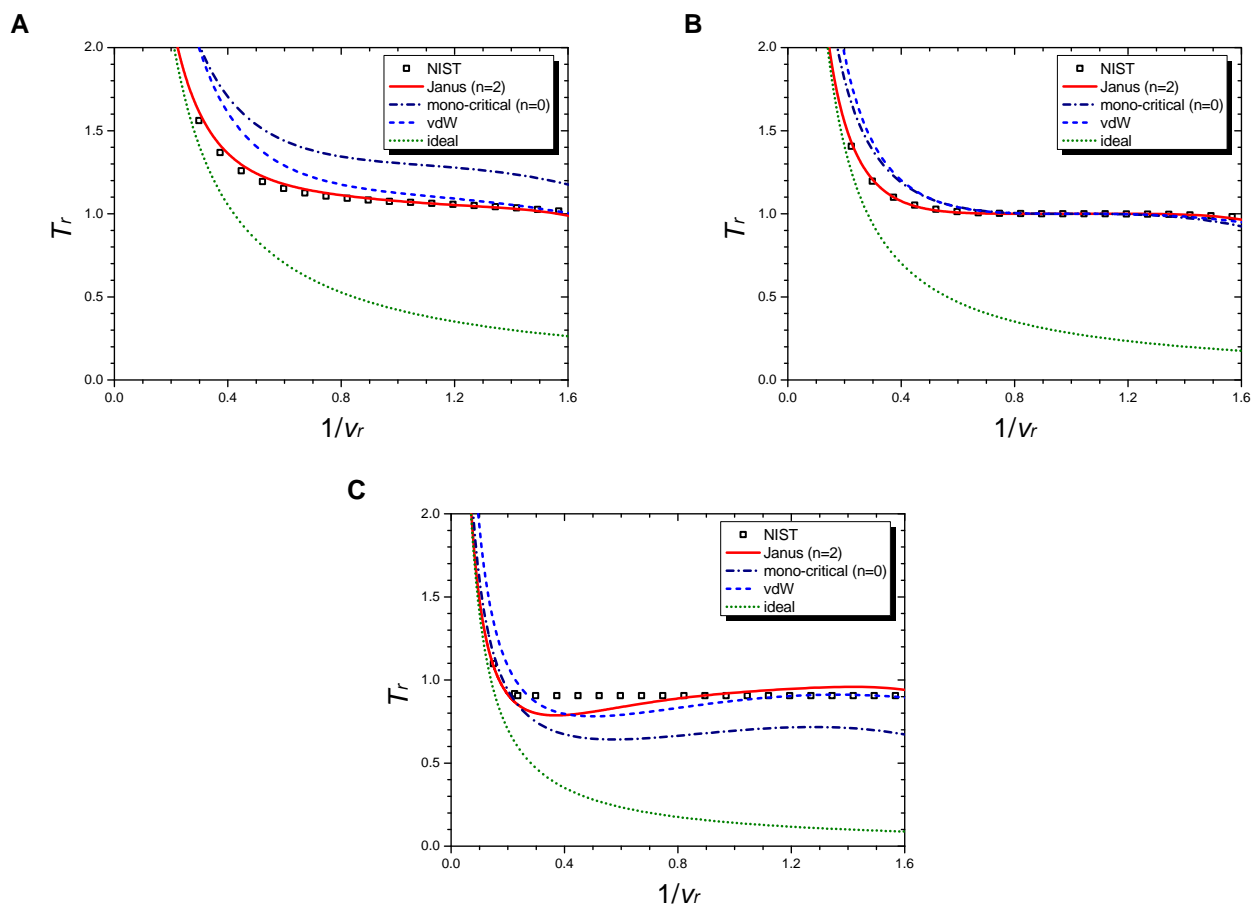 A
2.0
1.5
1.0
0.5
0.0
0.0 0.4 0.8 1.2 1.6
Tr
1/vr
NIST
Janus (n=2)
mono-critical (n=0)
vdW
ideal
B
2.0
1.5
1.0
0.5
0.0
0.0 0.4 0.8 1.2 1.6
Tr
1/vr
NIST
Janus (n=2)
mono-critical (n=0)
vdW
ideal
C
2.0
1.5
1.0
0.5
0.0
0.0 0.4 0.8 1.2 1.6
Tr
1/vr
NIST
Janus (n=2)
mono-critical (n=0)
vdW
ideal